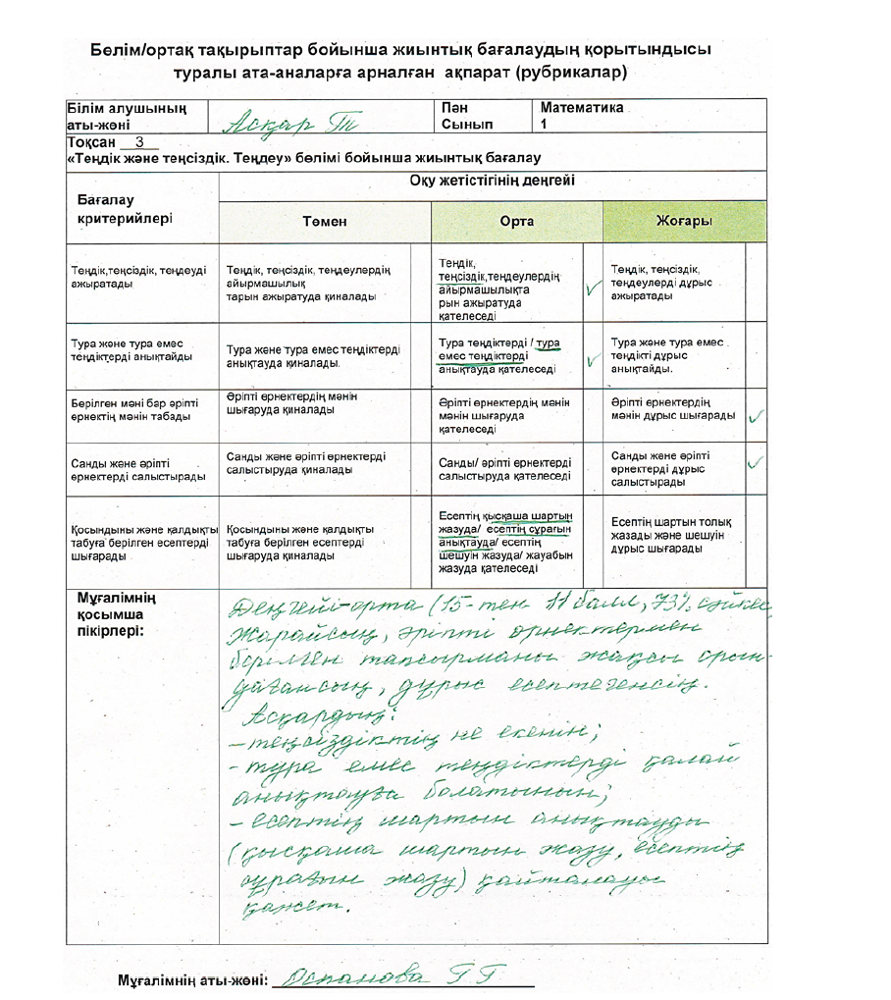 Бөлім/ортақ тақырыптар бойынша жиынтық бағалаудың қорытындысы
туралы ата-аналарға арналған ақпарат (рубрикалар)
Білім алушының
аты-жөні
Асқар Т
Пән
Сынып
Математика
1
Тоқсан 3
«Теңдік және теңсіздік. Теңдеу» бөлімі бойынша жиынтық бағалау
Бағалау
критерийлері
Оқу жетістігінің деңгейі
Төмен
Орта
Жоғары
Теңдік,теңсіздік, теңдеуді
ажыратады
Теңдік, теңсіздік, теңдеулердің
айырмашылық
тарын ажыратуда қиналады
Теңдік,
теңсіздік,теңдеулердің
айырмашылықта
рын ажыратуда
қателеседі
Теңдік, теңсіздік,
теңдеулерді дұрыс
ажыратады
Тура және тура емес
теңдіктерді анықтайды
Тура және тура емес теңдіктерді
анықтауда қиналады.
Тура теңдіктерді / тура
емес теңдіктерді
анықтауда қателеседі
Тура және тура емес
теңдікті дұрыс
анықтайды.
Берілген мәні бар әріпті
өрнектің мәнін табады
Әріпті өрнектердің мәнін
шығаруда қиналады
Әріпті өрнектердің мәнін
мәнін шығаруда
қателеседі
Әріпті өрнектердің
мәнін дұрыс шығарады
Санды және әріпті
өрнектерді салыстырады
Санды және әріпті өрнектерді
салыстыруда қиналады
Санды/ әріпті өрнектерді
салыстыруда қателеседі
Санды және әріпті
өрнектерді дұрыс
салыстырады
Қосындыны және қалдықты
табуға берілген есептерді
шығарады
Қосындыны және қалдықты
табуға берілген есептерді
шығаруда қиналады
Есептің қысқаша шартын
жазуда/ есептің сұрағын
анықтауда/ есептің
шешуін жазуда/ жауабын
жазуда қателеседі
Есептің шартын толық
жазады және шешуін
дұрыс шығарады
Мұғалімнің
қосымша
пікірлері:
Деңгей-орта (15-тен 11 балл, 73% сәйкес
Жарайсың, әріпті өрнектермен
берілген тапсырманы жақсы орын-
дағансың, дұрыс есептегенсің.
Асқардың:
- теңсіздіктің не екенін;
- тура емес теңдіктерді қалай
анықтауға болатынын;
- есептің шартын анықтауды
(қысқаша шартын жазу, есептің
сұрағын жазу) қайталауы
қажет.
Мұғалімнің аты-жөні: Оспанова Г Г